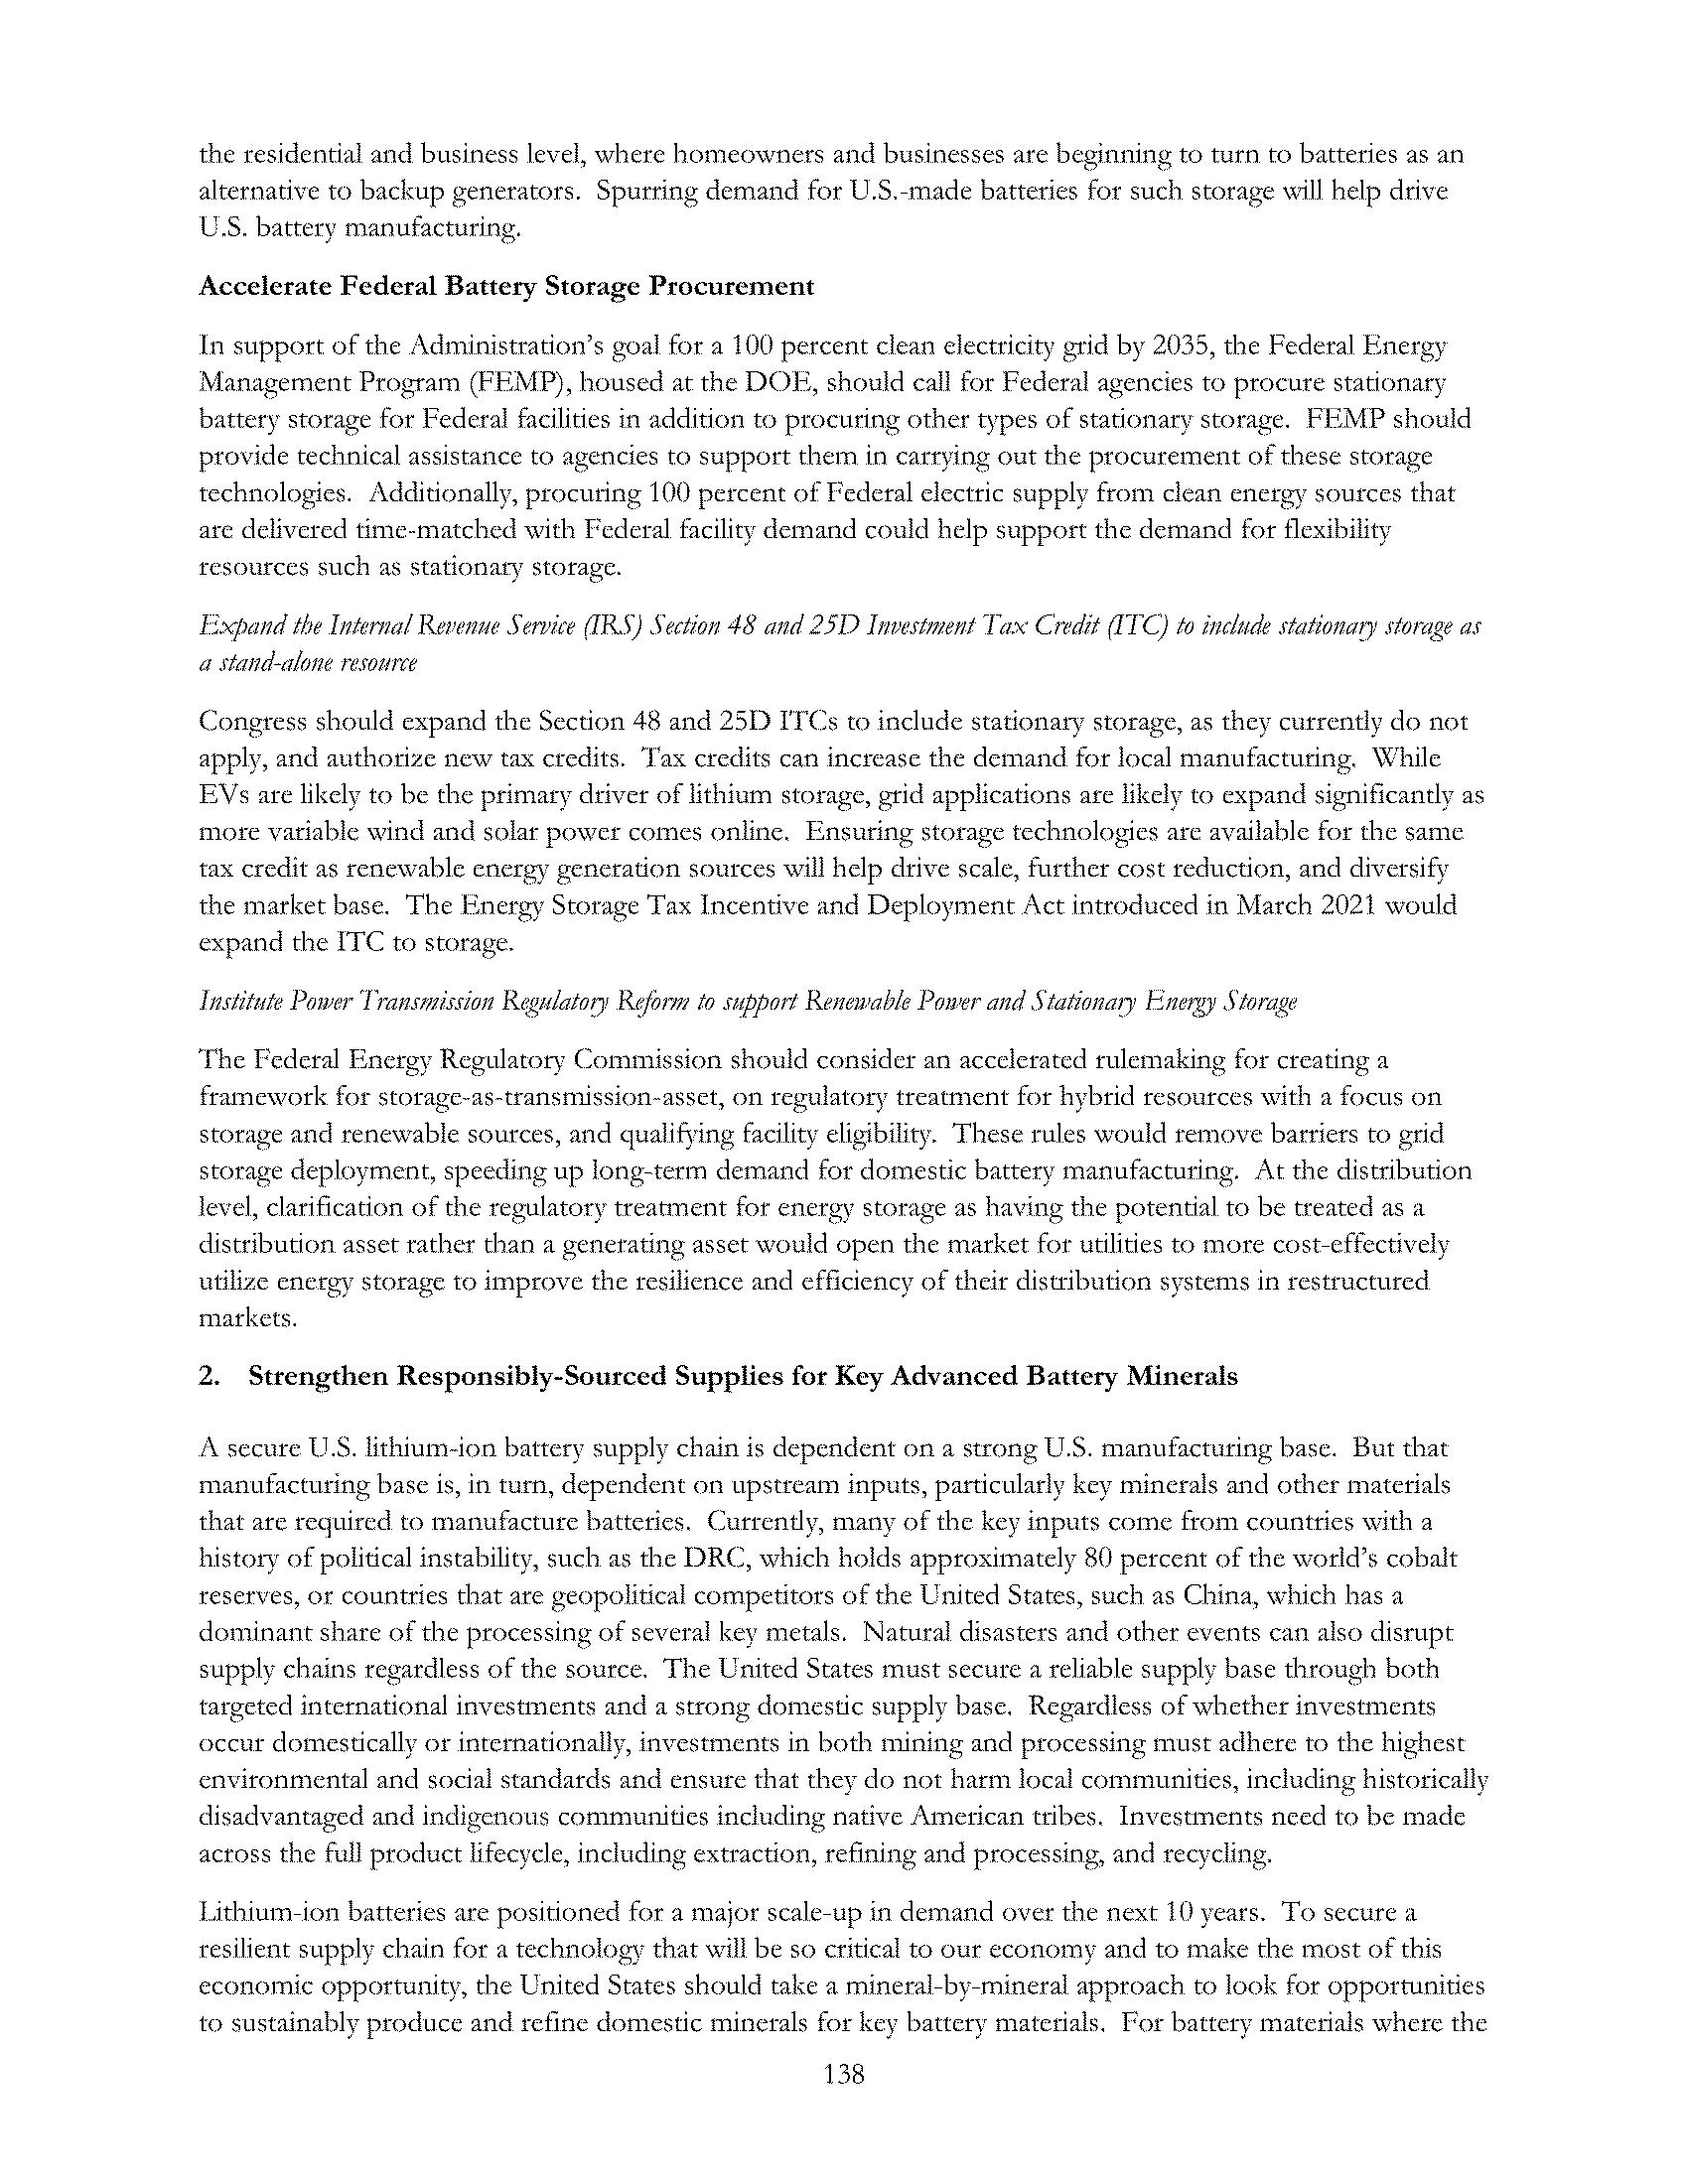 the residential and business level, where homeowners and businesses are beginning to turn to batteries as an
alternative to backup generators.  Spurring demand for U.S.-made batteries for such storage will help drive
U.S. battery manufacturing.
Accelerate Federal Battery Storage Procurement
In support of the Administration’s goal for a 100 percent clean electricity grid by 2035, the Federal Energy
Management Program (FEMP), housed at the DOE, should call for Federal agencies to procure stationary
battery storage for Federal facilities in addition to procuring other types of stationary storage.  FEMP should
provide technical assistance to agencies to support them in carrying out the procurement of these storage
technologies.  Additionally, procuring 100 percent of Federal electric supply from clean energy sources that
are delivered time-matched with Federal facility demand could help support the demand for flexibility
resources such as stationary storage.
Expand the Internal Revenue Service (IRS) Section 48 and 25D Investment Tax Credit (ITC) to include stationary storage as
a stand-alone resource
Congress should expand the Section 48 and 25D ITCs to include stationary storage, as they currently do not
apply, and authorize new tax credits.  Tax credits can increase the demand for local manufacturing.  While
EVs are likely to be the primary driver of lithium storage, grid applications are likely to expand significantly as
more variable wind and solar power comes online.  Ensuring storage technologies are available for the same
tax credit as renewable energy generation sources will help drive scale, further cost reduction, and diversify
the market base.  The Energy Storage Tax Incentive and Deployment Act introduced in March 2021 would
expand the ITC to storage.
Institute Power Transmission Regulatory Reform to support Renewable Power and Stationary Energy Storage
The Federal Energy Regulatory Commission should consider an accelerated rulemaking for creating a
framework for storage-as-transmission-asset, on regulatory treatment for hybrid resources with a focus on
storage and renewable sources, and qualifying facility eligibility.  These rules would remove barriers to grid
storage deployment, speeding up long-term demand for domestic battery manufacturing.  At the distribution
level, clarification of the regulatory treatment for energy storage as having the potential to be treated as a
distribution asset rather than a generating asset would open the market for utilities to more cost-effectively
utilize energy storage to improve the resilience and efficiency of their distribution systems in restructured
markets.
2.  Strengthen Responsibly-Sourced Supplies for Key Advanced Battery Minerals
A secure U.S. lithium-ion battery supply chain is dependent on a strong U.S. manufacturing base.  But that
manufacturing base is, in turn, dependent on upstream inputs, particularly key minerals and other materials
that are required to manufacture batteries.  Currently, many of the key inputs come from countries with a
history of political instability, such as the DRC, which holds approximately 80 percent of the world’s cobalt
reserves, or countries that are geopolitical competitors of the United States, such as China, which has a
dominant share of the processing of several key metals.  Natural disasters and other events can also disrupt
supply chains regardless of the source.  The United States must secure a reliable supply base through both
targeted international investments and a strong domestic supply base.  Regardless of whether investments
occur domestically or internationally, investments in both mining and processing must adhere to the highest
environmental and social standards and ensure that they do not harm local communities, including historically
disadvantaged and indigenous communities including native American tribes.  Investments need to be made
across the full product lifecycle, including extraction, refining and processing, and recycling.
Lithium-ion batteries are positioned for a major scale-up in demand over the next 10 years.  To secure a
resilient supply chain for a technology that will be so critical to our economy and to make the most of this
economic opportunity, the United States should take a mineral-by-mineral approach to look for opportunities
to sustainably produce and refine domestic minerals for key battery materials.  For battery materials where the
138